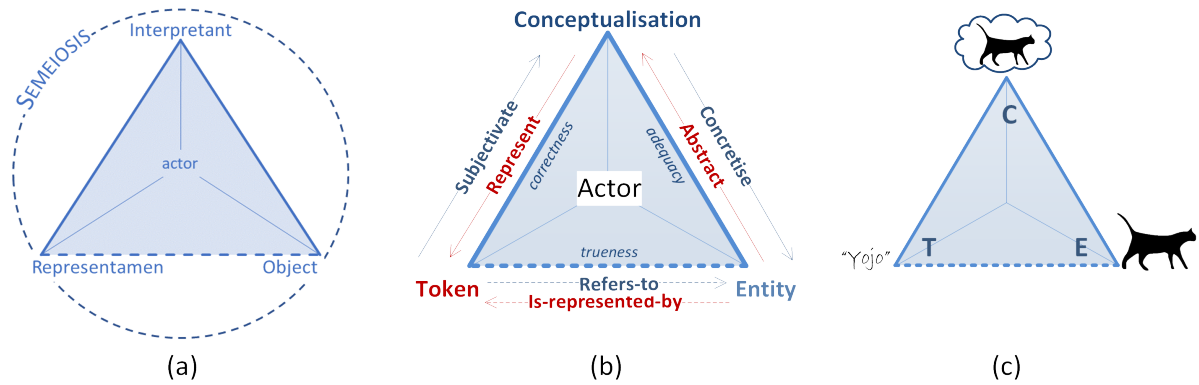 SEMEIOSIS
Interpretant
actor
Representamen
Object
(a)
Conceptualisation
Subjectivate
Represent
correctness
adequacy
Abstract
Concretise
Actor
trueness
Token
Refers-to
Is-represented-by
Entity
(b)
C
"Yojo"
T
E
(c)